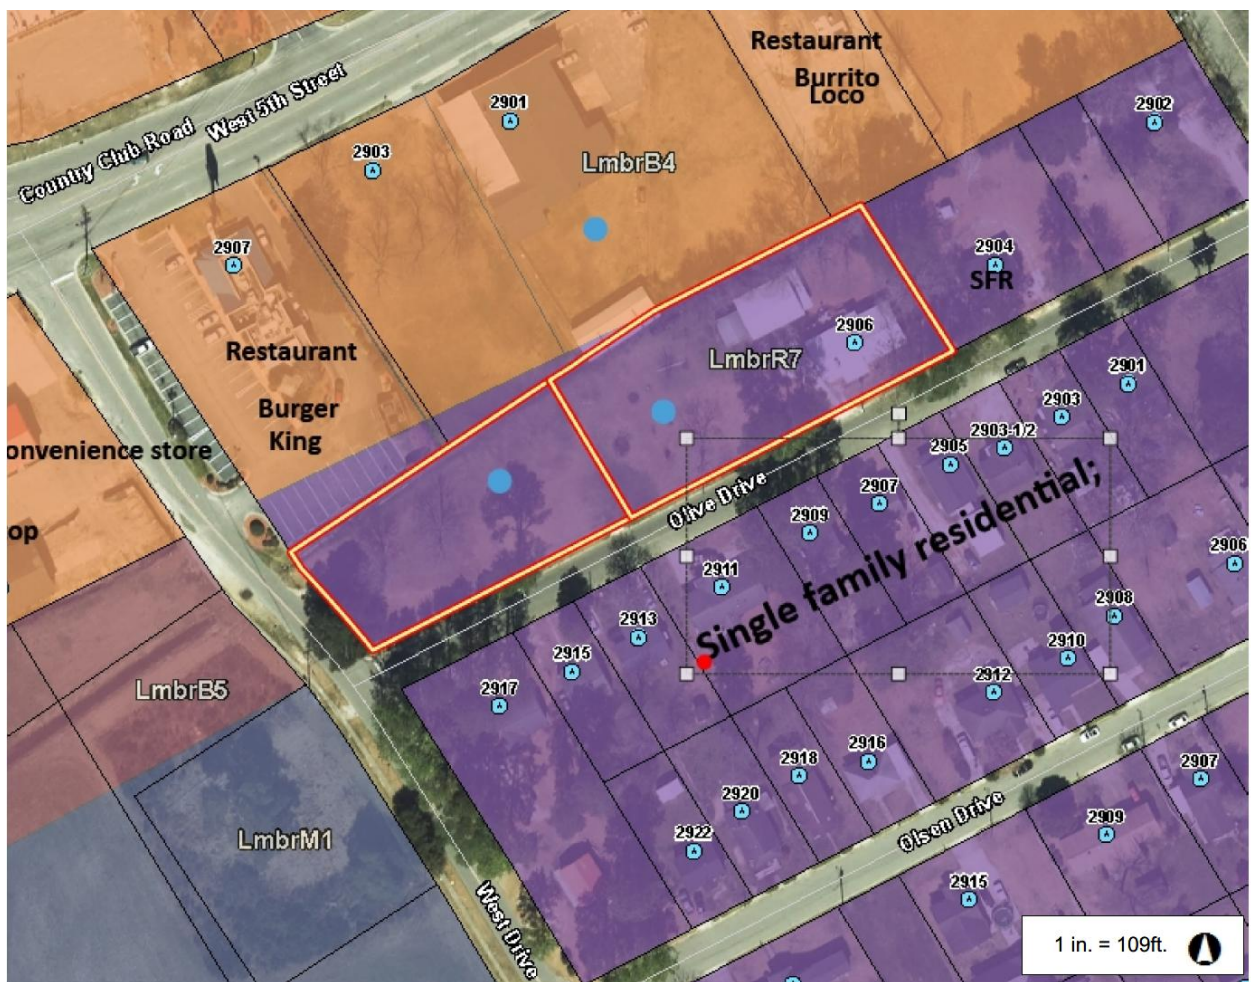 Restaurant
Burrito
Loco
2902
2901
Country Club Road
West 5th Street
2903
LmbrB4
2907
2904
SFR
2906
Restaurant
LmbrR7
2901
Burger
King
2903
2903-1/2
onvenience store
2905
Olive Drive
2907
Single family residential;
2909
op
2906
2911
2908
2913
2910
2915
2912
2917
LmbrB5
2916
2918
2907
2920
Olsen Drive
2909
2922
LmbrM1
2915
West Drive
1 in. = 109ft.